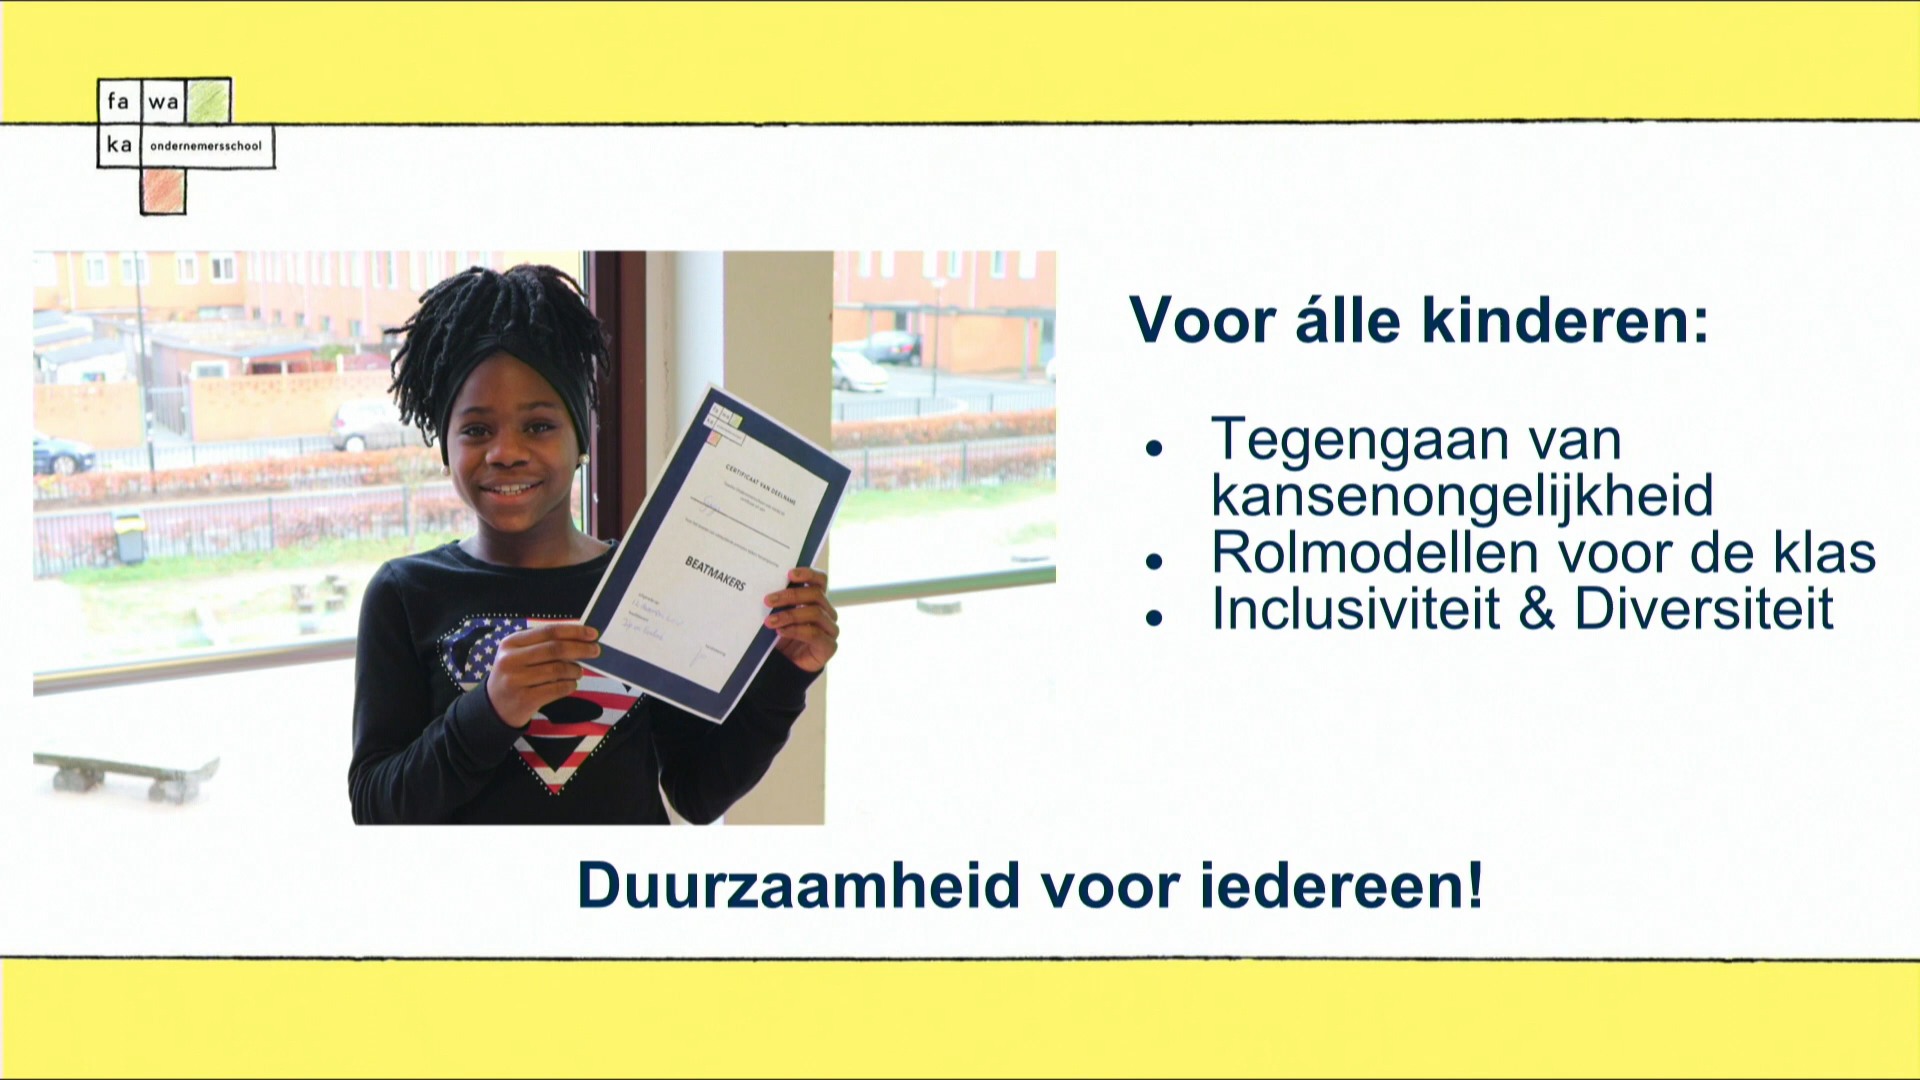 fa wa
ka ondernemersschool
Voor álle kinderen:
• Tegengaan van
kansenongelijkheid
• Rolmodellen voor de klas
• Inclusiviteit & Diversiteit
CERTIFICAAT VAN DEELNAME
BEATMAKERS
Duurzaamheid voor iedereen!